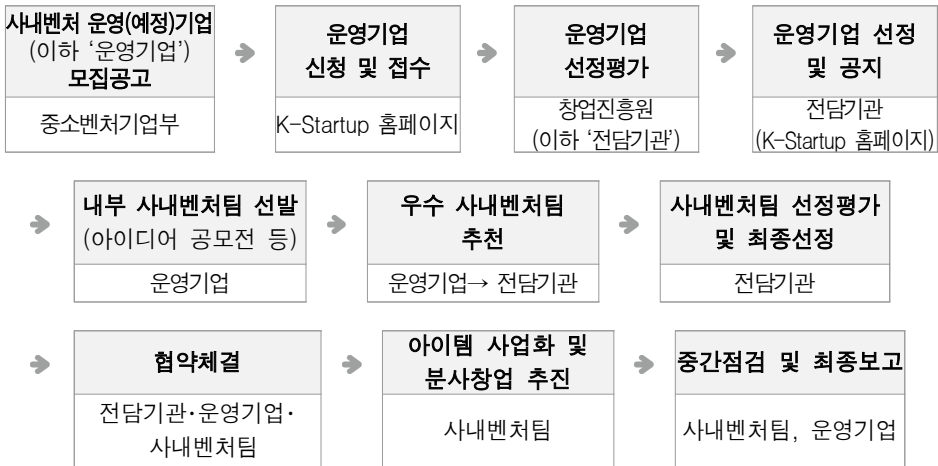 사내벤처 운영(예정)기업
(이하 ‘운영기업’)
모집공고
중소벤처기업부
운영기업
신청 및 접수
K-Startup 홈페이지
운영기업
선정평가
창업진흥원
(이하 ‘전담기관’)
운영기업 선정
및 공지
전담기관
(K-Startup 홈페이지)
내부 사내벤처팀 선발
(아이디어 공모전 등)
운영기업
우수 사내벤처팀
추천
운영기업→ 전담기관
사내벤처팀 선정평가
및 최종선정
전담기관
협약체결
전담기관·운영기업·
사내벤처팀
아이템 사업화 및
분사창업 추진
사내벤처팀
중간점검 및 최종보고
사내벤처팀, 운영기업